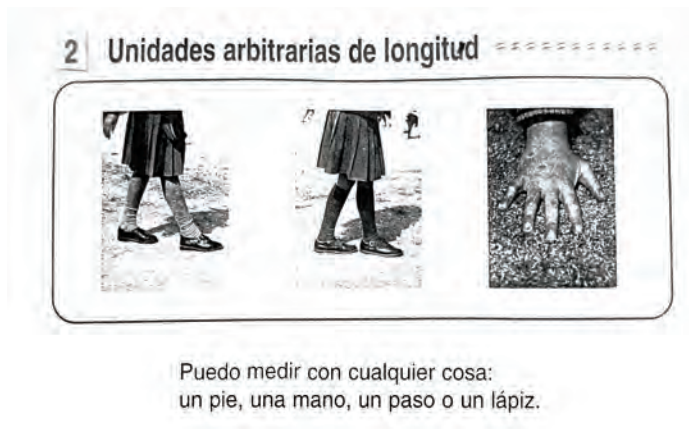 2 Unidades arbitrarias de longitud
Puedo medir con cualquier cosa:
un pie, una mano, un paso o un lápiz.